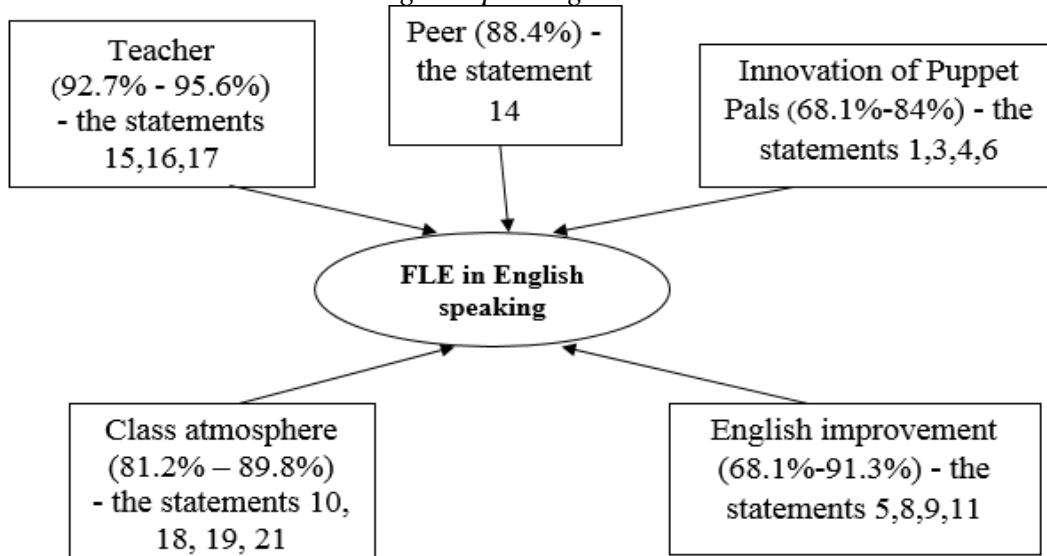 Teacher
(92.7% - 95.6%)
- the statements
15,16,17
Peer (88.4%) -
the statement
14
Innovation of Puppet
Pals (68.1%-84%) - the
statements 1,3,4,6
FLE in English
speaking
Class atmosphere
(81.2% – 89.8%)
- the statements 10,
18, 19, 21
English improvement
(68.1%-91.3%) - the
statements 5,8,9,11